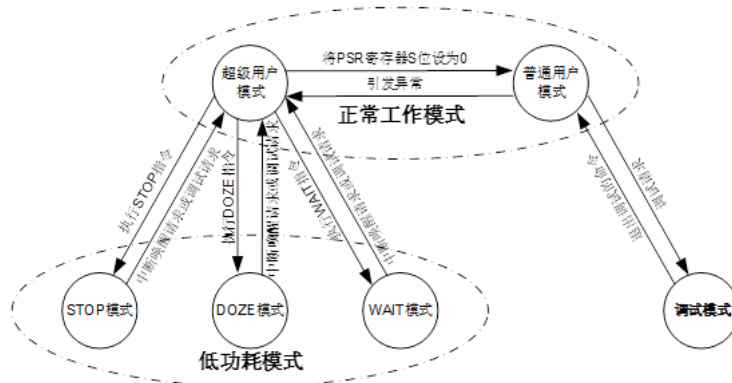 超级用户
模式
将PSR寄存器S位设为0
引发异常
普通用户
模式
正常工作模式
执行STOP指令
中断唤醒请求或调试请求
执行DOZE指令
中断唤醒请求或调试请求
执行WAIT指令
中断唤醒请求或调试请求
退出调试的命令
调试请求
STOP模式
DOZE模式
WAIT模式
调试模式
低功耗模式